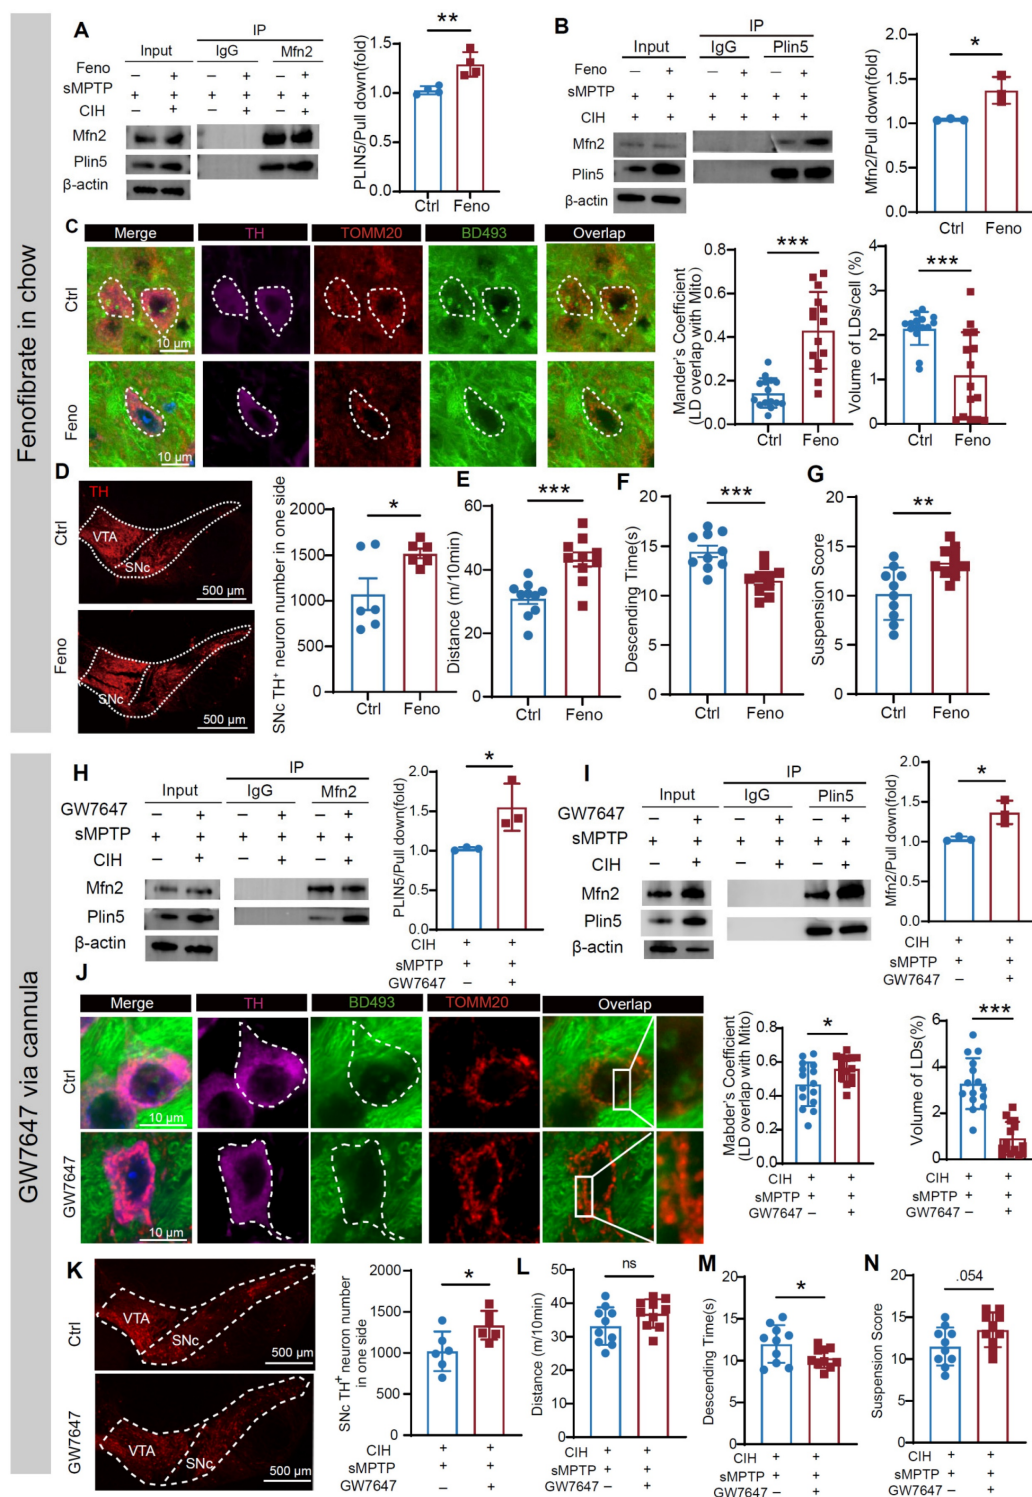 Fenofibrate in chow
A
IP
Input IgG Mfn2
Feno – + – + – +
sMPTP + + + + + +
CIH – + – + – +
Mfn2
Plin5
β-actin
PLIN5/Pull down(fold)
**
1.5
1.0
0.5
0.0
Ctrl Feno
B
IP
Input IgG Plin5
Feno – + – + – +
sMPTP + + + + + +
CIH + + + + + +
Mfn2
Plin5
β-actin
Mfn2/Pull down(fold)
*
2.0
1.5
1.0
0.5
0.0
Ctrl Feno
C
Merge TH TOMM20 BD493 Overlap
Ctrl
10 µm
Feno
10 µm
Mander's Coefficient
(LD overlap with Mito)
***
0.8
0.6
0.4
0.2
0.0
Ctrl Feno
Volume of LDs/cell (%)
***
4
3
2
1
0
Ctrl Feno
D
TH
Ctrl
VTA
SNc
500 µm
Feno
SNc
500 µm
SNc TH+ neuron number in one side
*
2000
1500
1000
500
0
Ctrl Feno
E
Distance (m/10min)
***
60
40
20
0
Ctrl Feno
F
Descending Time(s)
***
20
15
10
5
0
Ctrl Feno
G
Suspension Score
**
20
15
10
5
0
Ctrl Feno
GW7647 via cannula
H
IP
Input IgG Mfn2
GW7647 – + – + – +
sMPTP + + + + + +
CIH – + – + – +
Mfn2
Plin5
β-actin
PLIN5/Pull down(fold)
*
2.0
1.5
1.0
0.5
0.0
CIH + +
sMPTP + +
GW7647 – +
I
IP
Input IgG Plin5
GW7647 – + – + – +
sMPTP + + + + + +
CIH – + – + – +
Mfn2
Plin5
β-actin
Mfn2/Pull down(fold)
*
2.0
1.5
1.0
0.5
0.0
CIH + +
sMPTP + +
GW7647 – +
J
Merge TH BD493 TOMM20 Overlap
Ctrl
10 µm
GW7647
10 µm
Mabder's Coefficient
(LD overlap with Mito)
*
0.8
0.6
0.4
0.2
0.0
CIH + +
sMPTP + +
GW7647 – +
Volume of LDs(%)
***
6
4
2
0
CIH + +
sMPTP + +
GW7647 – +
K
Ctrl
VTA
SNc
500 µm
GW7647
VTA
SNc
500 µm
SNc TH+ neuron number
in one side
*
2000
1500
1000
500
0
CIH + +
sMPTP + +
GW7647 – +
L
Distance (m/10min)
ns
50
40
30
20
10
0
CIH + +
sMPTP + +
GW7647 – +
M
Descending Time(s)
*
20
15
10
5
0
CIH + +
sMPTP + +
GW7647 – +
N
Suspension Score
.054
20
15
10
5
0
CIH + +
sMPTP + +
GW7647 – +